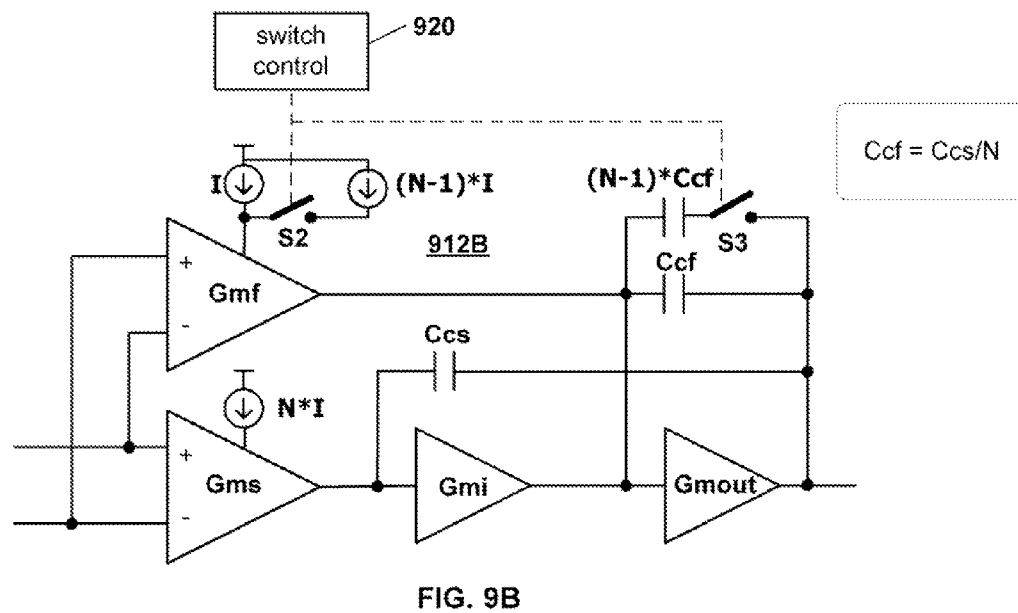 switch
control
920
Ccf = Ccs/N
I
(N-1)*I
(N-1)*Ccf
S2
S3
912B
+
Gmf
-
Ccf
Ccs
N*I
+
Gms
-
Gmi
Gmout
FIG. 9B